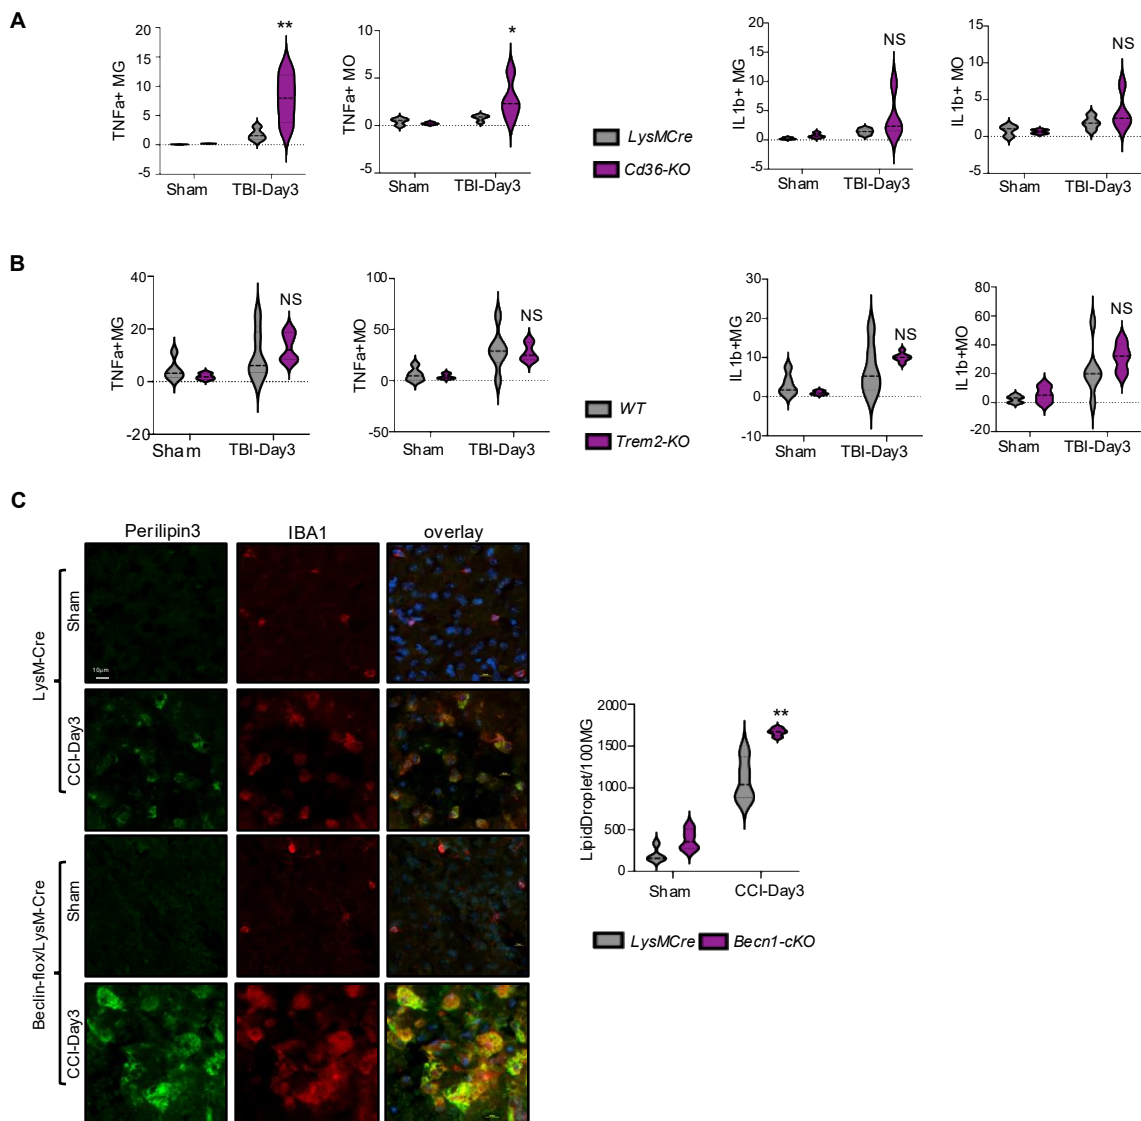 A
TNFa+ MG
20
15
10
5
0
-5
**
Sham
TBI-Day3
TNFa+ MO
10
5
0
-5
*
Sham
TBI-Day3
LysMCre
Cd36-KO
IL1b+ MG
20
15
10
5
0
-5
NS
Sham
TBI-Day3
IL1b+ MO
15
10
5
0
-5
NS
Sham
TBI-Day3
B
TNFa+MG
40
20
0
-20
NS
Sham
TBI-Day3
TNFa+MO
100
50
0
-50
NS
Sham
TBI-Day3
WT
Trem2-KO
IL1b+MG
30
20
10
0
-10
NS
Sham
TBI-Day3
IL1b+MO
80
60
40
20
0
-20
NS
Sham
TBI-Day3
C
Perilipin3
IBA1
overlay
LysM-Cre
Sham
10μm
CCI-Day3
Beclin-flox/LysM-Cre
Sham
CCI-Day3
LipidDroplet/100MG
2000
1500
1000
500
0
**
Sham
CCI-Day3
LysMCre
Becn1-cKO